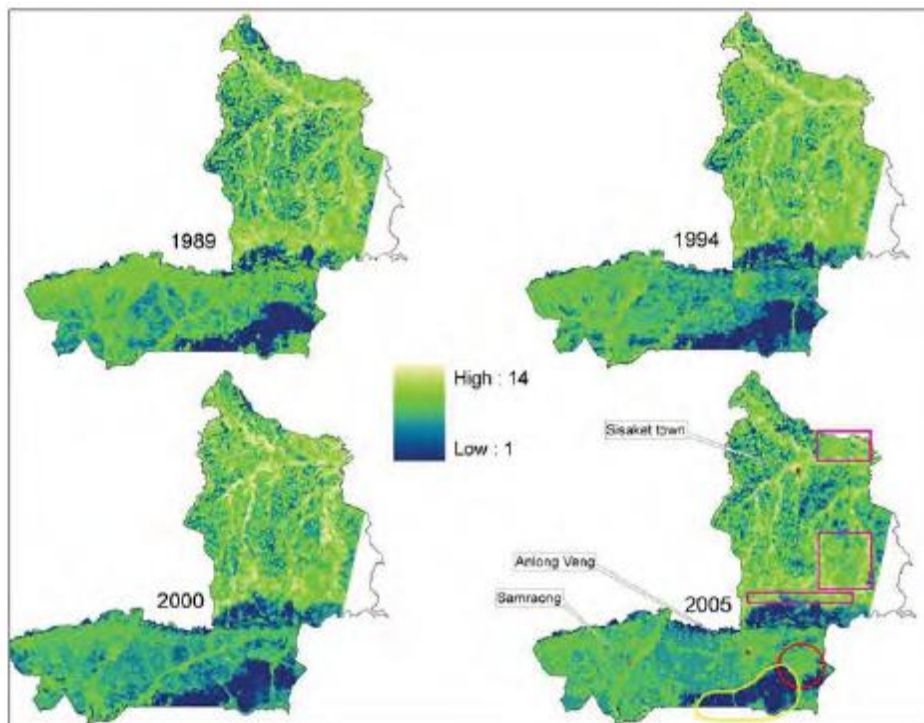 1989
1994
High : 14
Low : 1
Sisaket town
Anlong Veng
Samraong
2000
2005